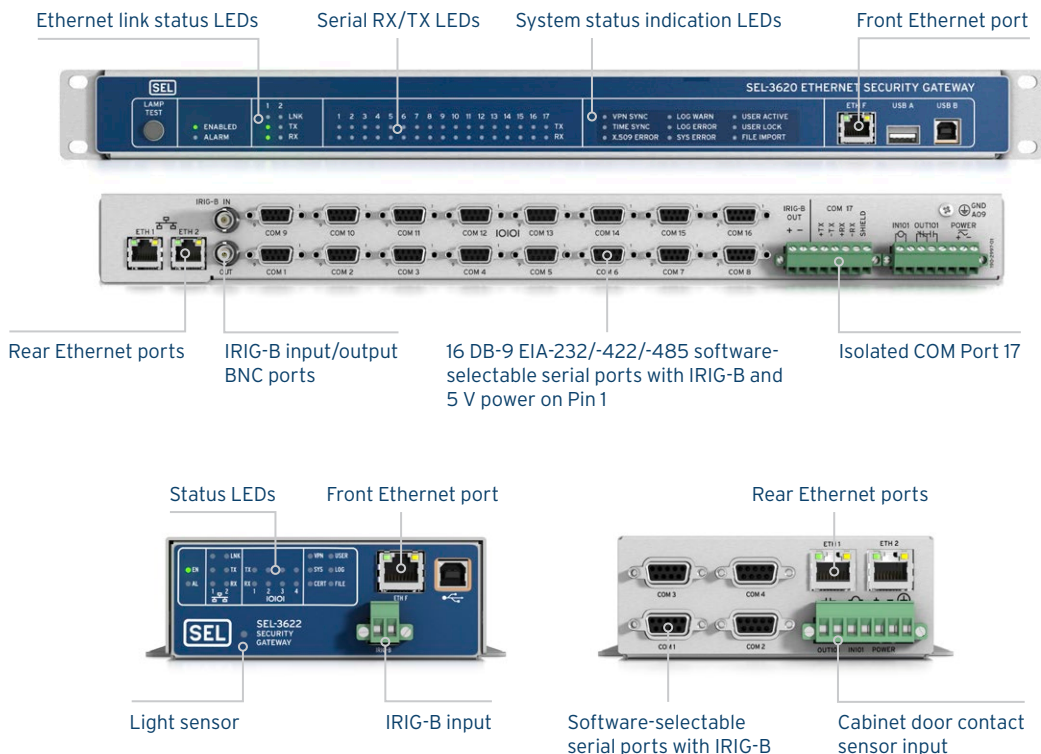 Ethernet link status LEDs
Serial RX/TX LEDs
System status indication LEDs
Front Ethernet port
SEL
SEL-3620 ETHERNET SECURITY GATEWAY
LAMP TEST
ENABLED
ALARM
1 2
LNK
TX
RX
1 2 3 4 5 6 7 8 9 10 11 12 13 14 15 16 17
TX
RX
VPN SYNC
LOG WARN
USER ACTIVE
TIME SYNC
LOG ERROR
USER LOCK
X.509 ERROR
SYS ERROR
FILE IMPORT
ETH F
USB A
USB B
IRIG-B IN
ETH 1
ETH 2
OUT
COM 9
COM 10
COM 11
COM 12
IOIOI
COM 13
COM 14
COM 15
COM 16
COM 1
COM 2
COM 3
COM 4
COM 5
COM 6
COM 7
COM 8
IRIG-B OUT
+ −
COM 17
+TX
-TX
+RX
-RX
SHIELD
GND
A09
IN101
OUT101
POWER
Rear Ethernet ports
IRIG-B input/output
BNC ports
16 DB-9 EIA-232/-422/-485 software-
selectable serial ports with IRIG-B and
5 V power on Pin 1
Isolated COM Port 17
Status LEDs
Front Ethernet port
Rear Ethernet ports
EN
AL
LNK
TX
RX
1 2
TX
RX
1 2 3 4
IOIOI
VPN
USER
SYS
LOG
CERT
FILE
ETH F
SEL
SEL-3622
SECURITY
GATEWAY
IRIG-B
COM 3
COM 4
COM 1
COM 2
ETH 1
ETH 2
OUT101
IN101
POWER
Light sensor
IRIG-B input
Software-selectable
serial ports with IRIG-B
Cabinet door contact
sensor input